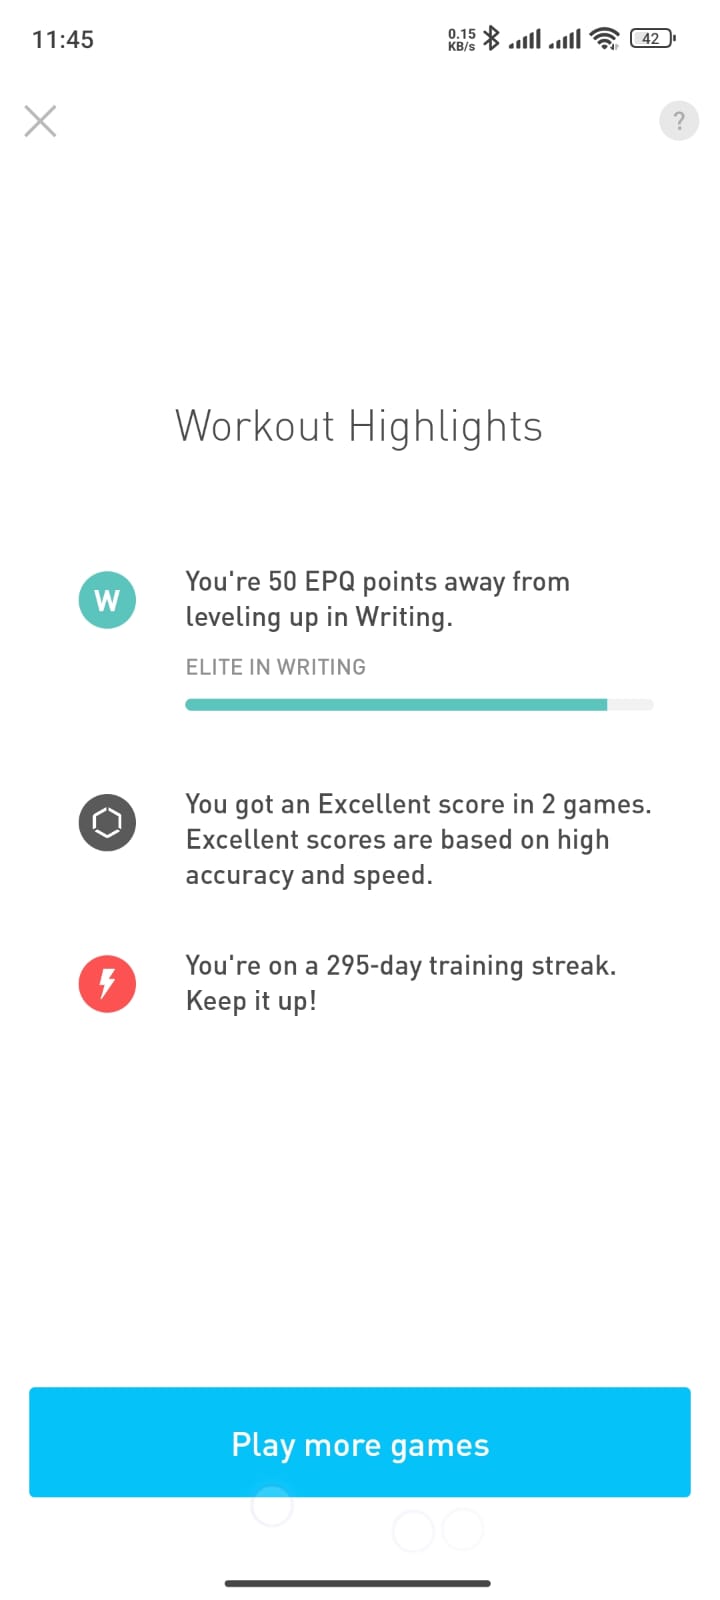 11:45
0.15
KB/s
42
?
Workout Highlights
W
You're 50 EPQ points away from
leveling up in Writing.
ELITE IN WRITING
You got an Excellent score in 2 games.
Excellent scores are based on high
accuracy and speed.
You're on a 295-day training streak.
Keep it up!
Play more games